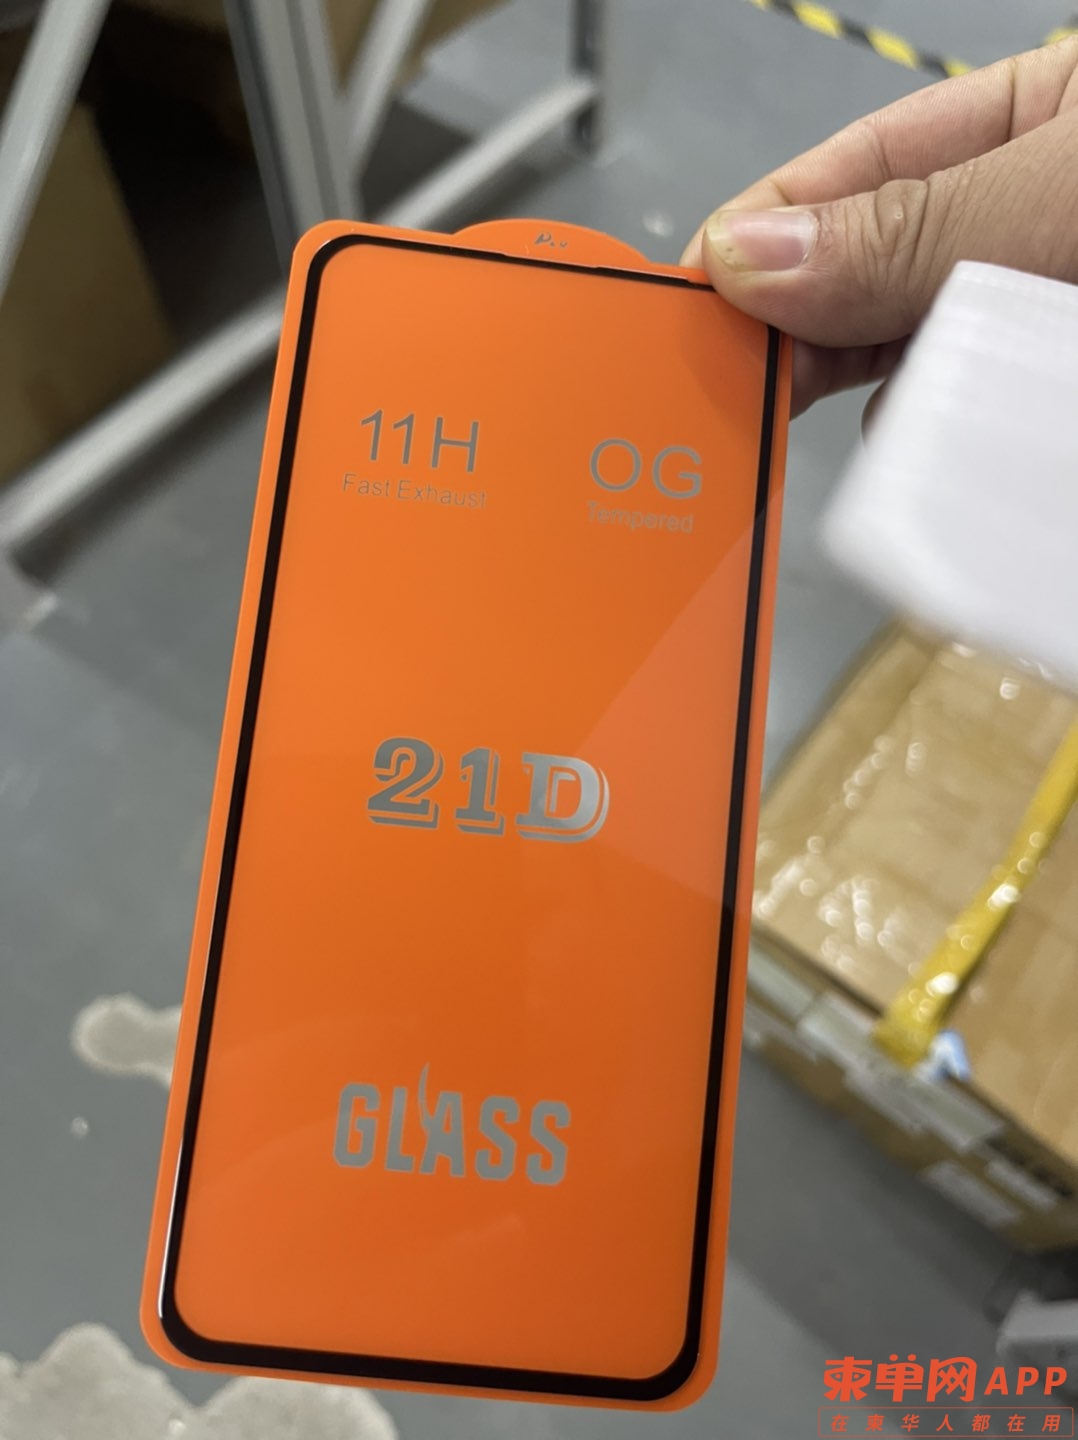 11H
Fast Exhaust
OG
Tempered
21D
GLASS
柬单网APP
在柬华人都在用